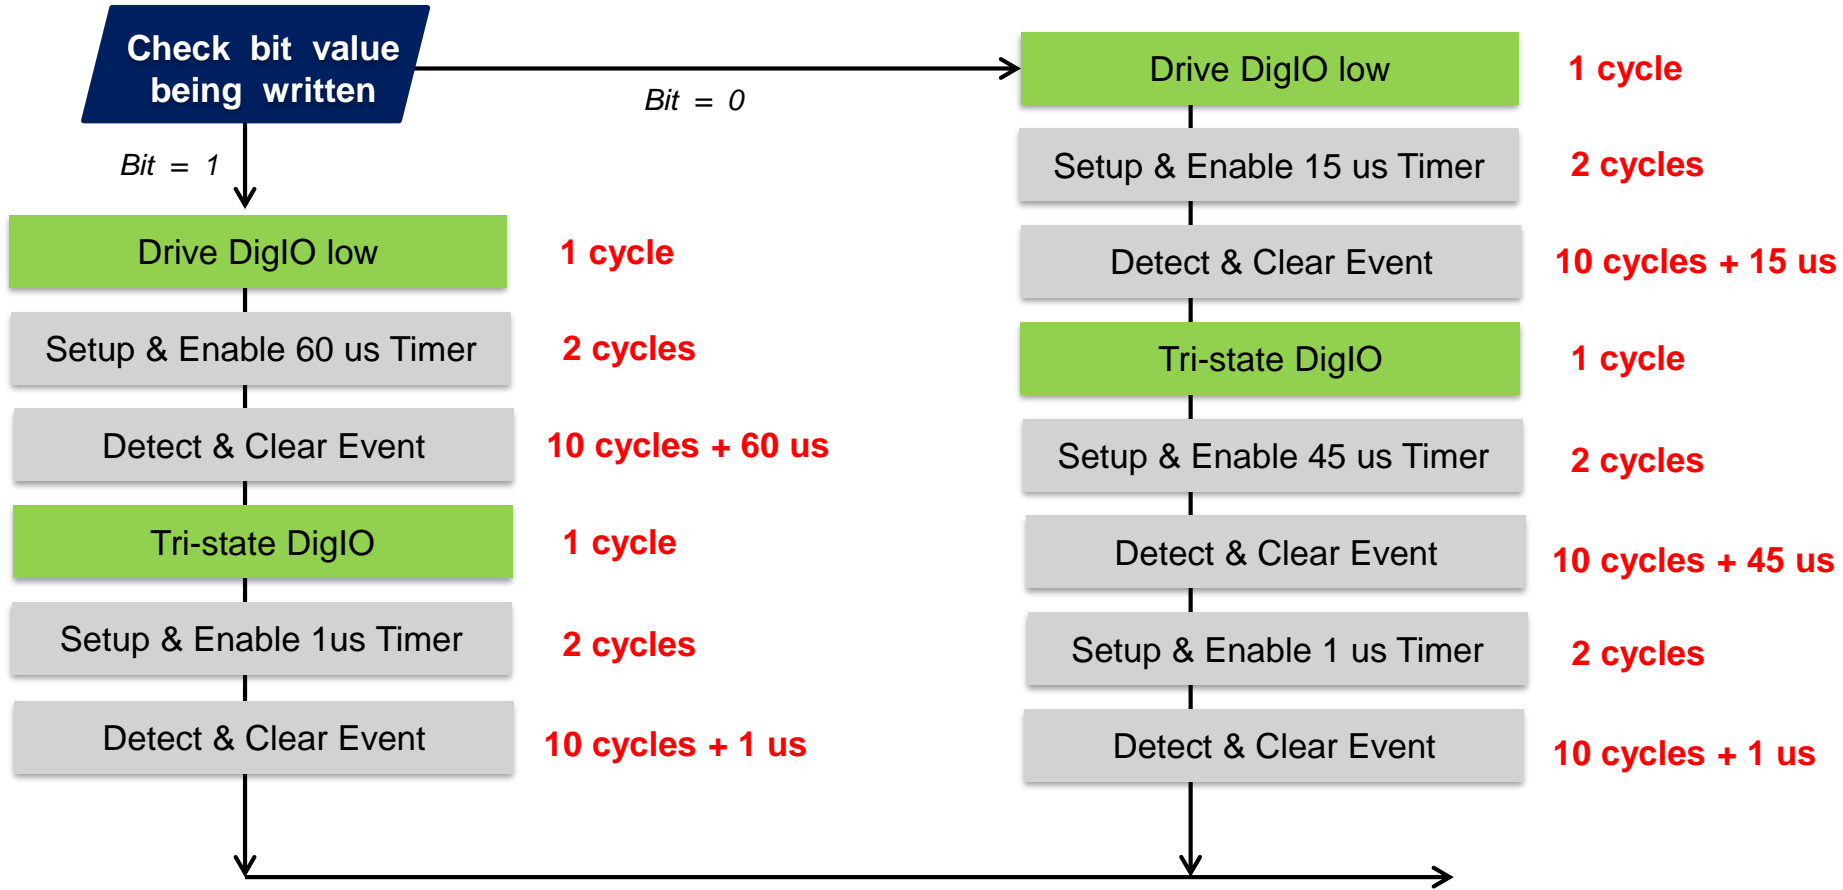 Check bit value
being written
Bit = 0
Bit = 1
Drive DigIO low
1 cycle
Setup & Enable 60 us Timer
2 cycles
Detect & Clear Event
10 cycles + 60 us
Tri-state DigIO
1 cycle
Setup & Enable 1us Timer
2 cycles
Detect & Clear Event
10 cycles + 1 us
Drive DigIO low
1 cycle
Setup & Enable 15 us Timer
2 cycles
Detect & Clear Event
10 cycles + 15 us
Tri-state DigIO
1 cycle
Setup & Enable 45 us Timer
2 cycles
Detect & Clear Event
10 cycles + 45 us
Setup & Enable 1 us Timer
2 cycles
Detect & Clear Event
10 cycles + 1 us